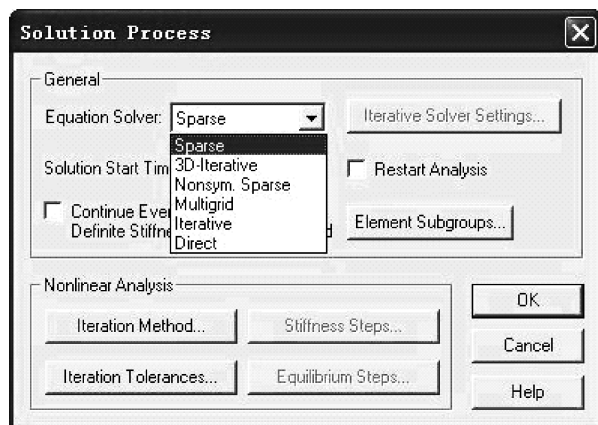 Solution Process
General
Equation Solver: Sparse
Iterative Solver Settings...
Sparse
3D-Iterative
Nonsym. Sparse
Multigrid
Iterative
Direct
Solution Start Tim
Restart Analysis
Continue Eve
Definite Stiffne
d
Element Subgroups...
Nonlinear Analysis
Iteration Method...
Stiffness Steps...
Iteration Tolerances...
Equilibrium Steps...
OK
Cancel
Help